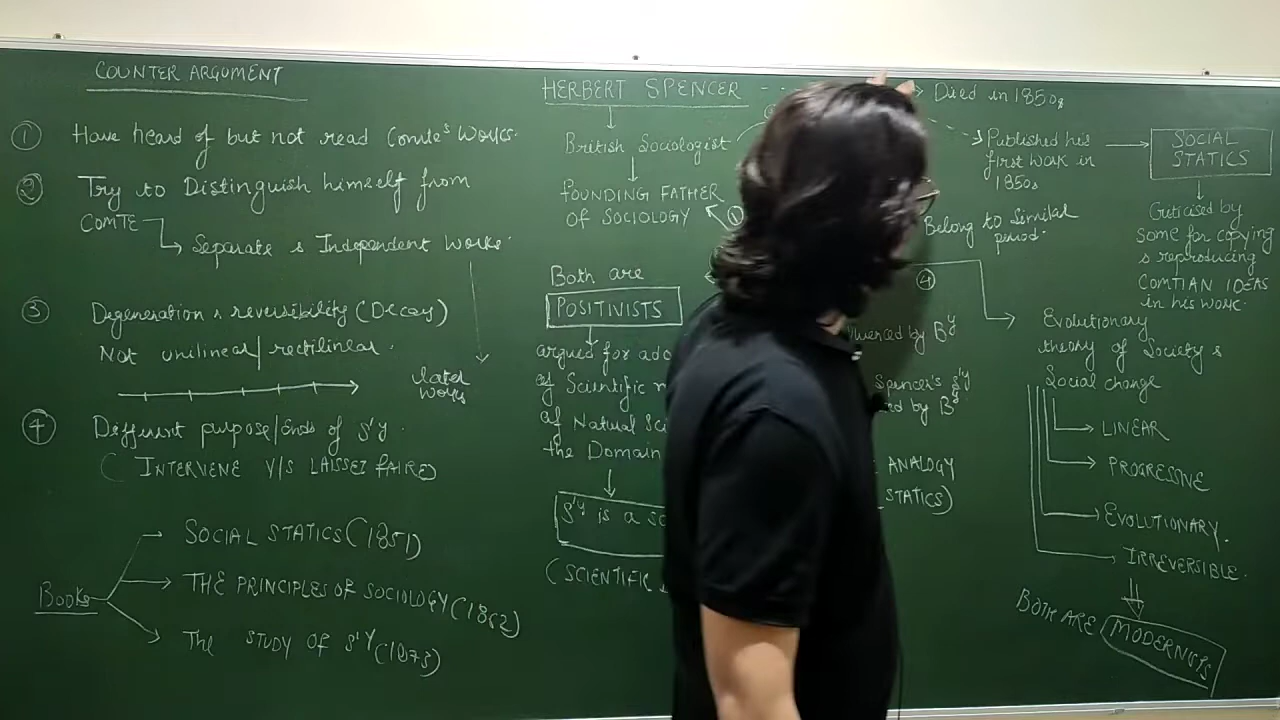 COUNTER ARGUMENT
① Have heard of but not read Comte's Works.
② Try to Distinguish himself from
COMTE
Separate & Independent Works.
③ Degeneration & reversibility (Decay)
Not unilinear/rectilinear.
later
works
④ Different purpose/ends of S'y.
(INTERVENE V/S LAISSEZ FAIRE)
Books
SOCIAL STATICS (1851)
THE PRINCIPLES OF SOCIOLOGY (1862)
The STUDY OF S'Y (1873)
HERBERT SPENCER
British Sociologist
FOUNDING FATHER
OF SOCIOLOGY
①
Both are
POSITIVISTS
argued for
of Scientific
of Natural
the Domain
S'y is a
(SCIENTIFIC
Died in 1850s
Published his
first work in
1850s
SOCIAL
STATICS
Belong to Similar
period.
Criticised by
some for copying
& reproducing
COMTIAN IDEAS
in his work.
④
by B'y
Spencer's S'y
by B'y
ANALOGY
STATICS)
Evolutionary
theory of Society &
Social change
LINEAR
PROGRESSIVE
EVOLUTIONARY.
IRREVERSIBLE.
BOTH ARE MODERNISTS